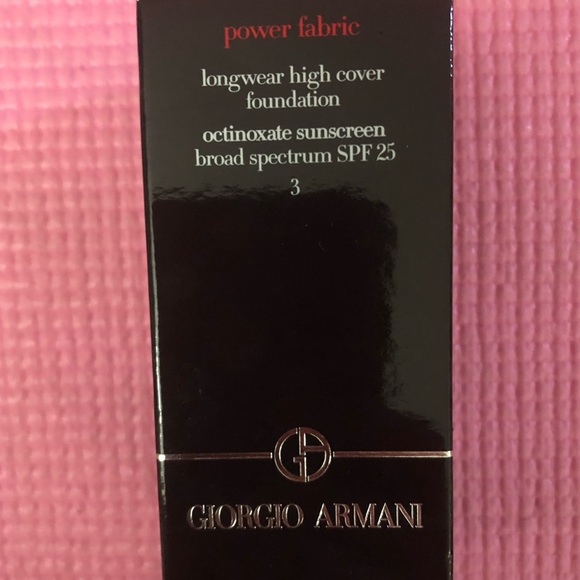 power fabric
longwear high cover
foundation
octinoxate sunscreen
broad spectrum SPF 25
3
GIORGIO ARMANI